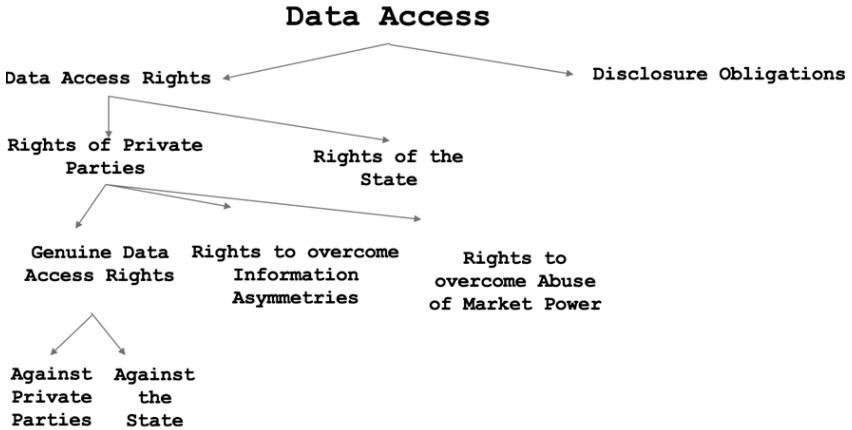 Data Access
Data Access Rights
Disclosure Obligations
Rights of Private
Parties
Rights of the
State
Genuine Data
Access Rights
Rights to overcome
Information
Asymmetries
Rights to
overcome Abuse
of Market Power
Against
Private
Parties
Against
the
State